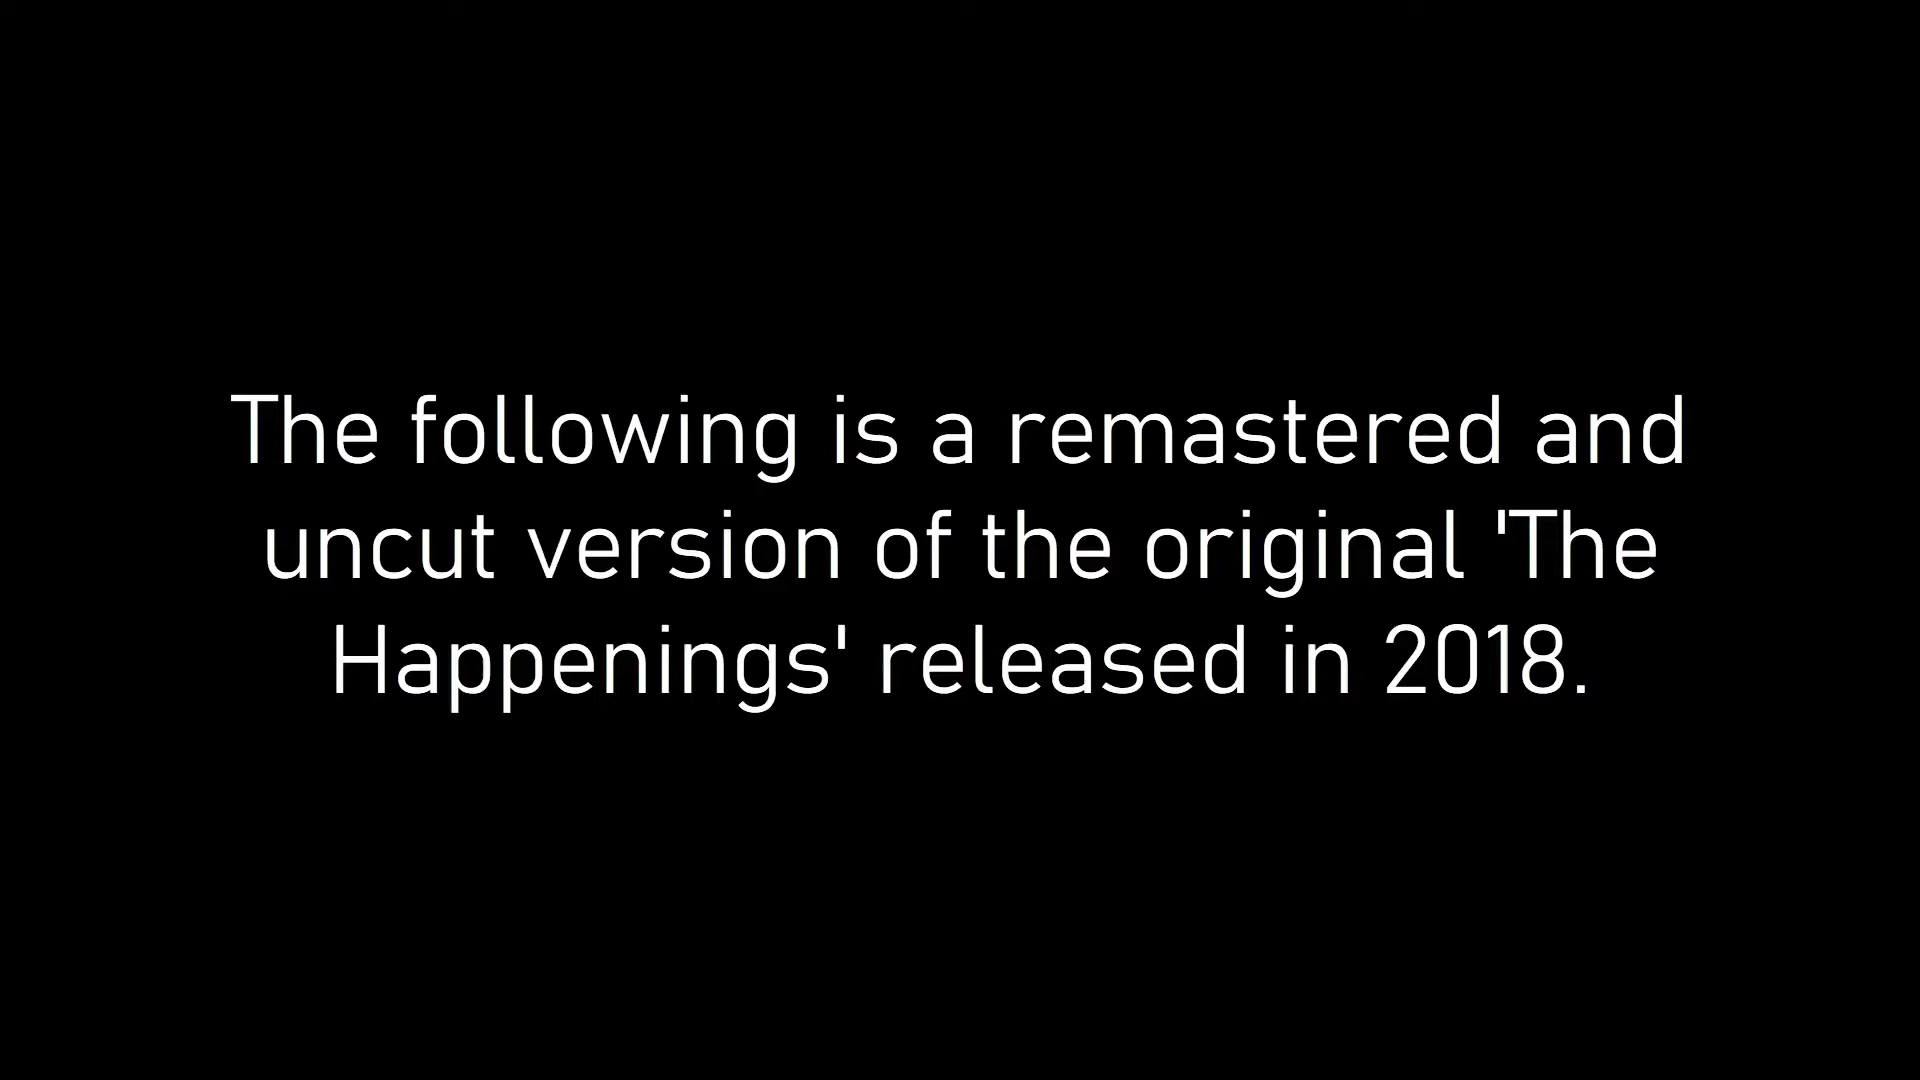 The following is a remastered and
uncut version of the original 'The
Happenings' released in 2018.